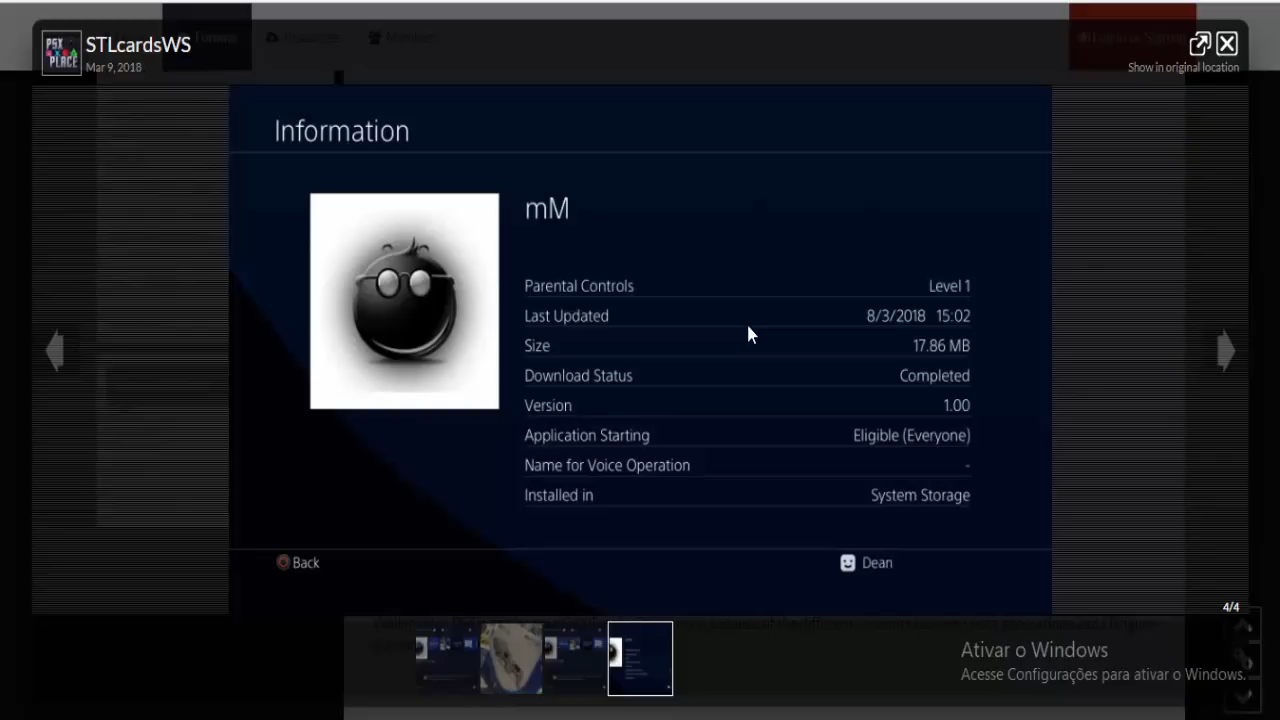 PSX
PLACE
STLcardsWS
Mar 9, 2018
Show in original location
Information
mM
Parental Controls Level 1
Last Updated 8/3/2018 15:02
Size 17.86 MB
Download Status Completed
Version 1.00
Application Starting Eligible (Everyone)
Name for Voice Operation -
Installed in System Storage
Back
Dean
4/4
Ativar o Windows
Acesse Configurações para ativar o Windows.